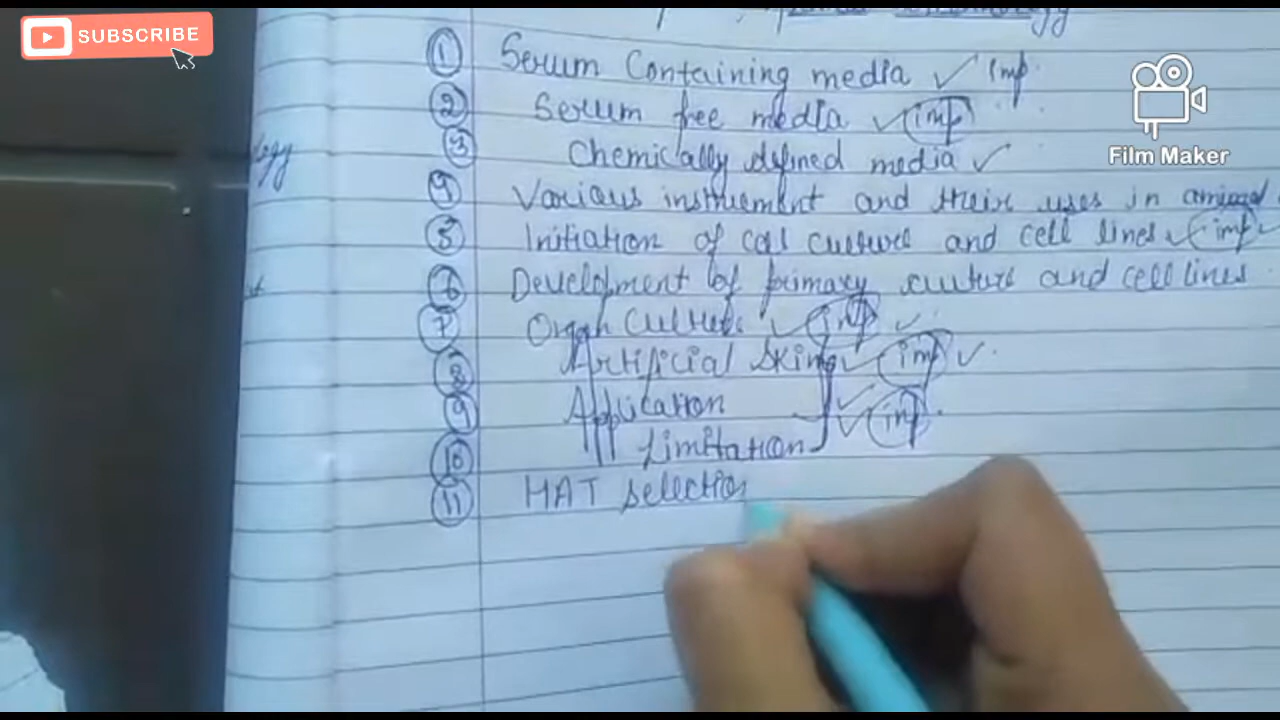 SUBSCRIBE
Film Maker
① Serum Containing media ✓ Imp.
② Serum free media ✓ imp
③ Chemically defined media ✓
④ Various instruement and their uses in animal
⑤ Initiation of cell culture and cell lines ✓ imp ✓
⑥ Development of primary culture and cell lines
⑦ Organ Culture ✓ imp ✓
⑧ Artificial Skin ✓ imp ✓
⑨ Application ✓
⑩ Limitation ✓ imp
⑪ HAT selection